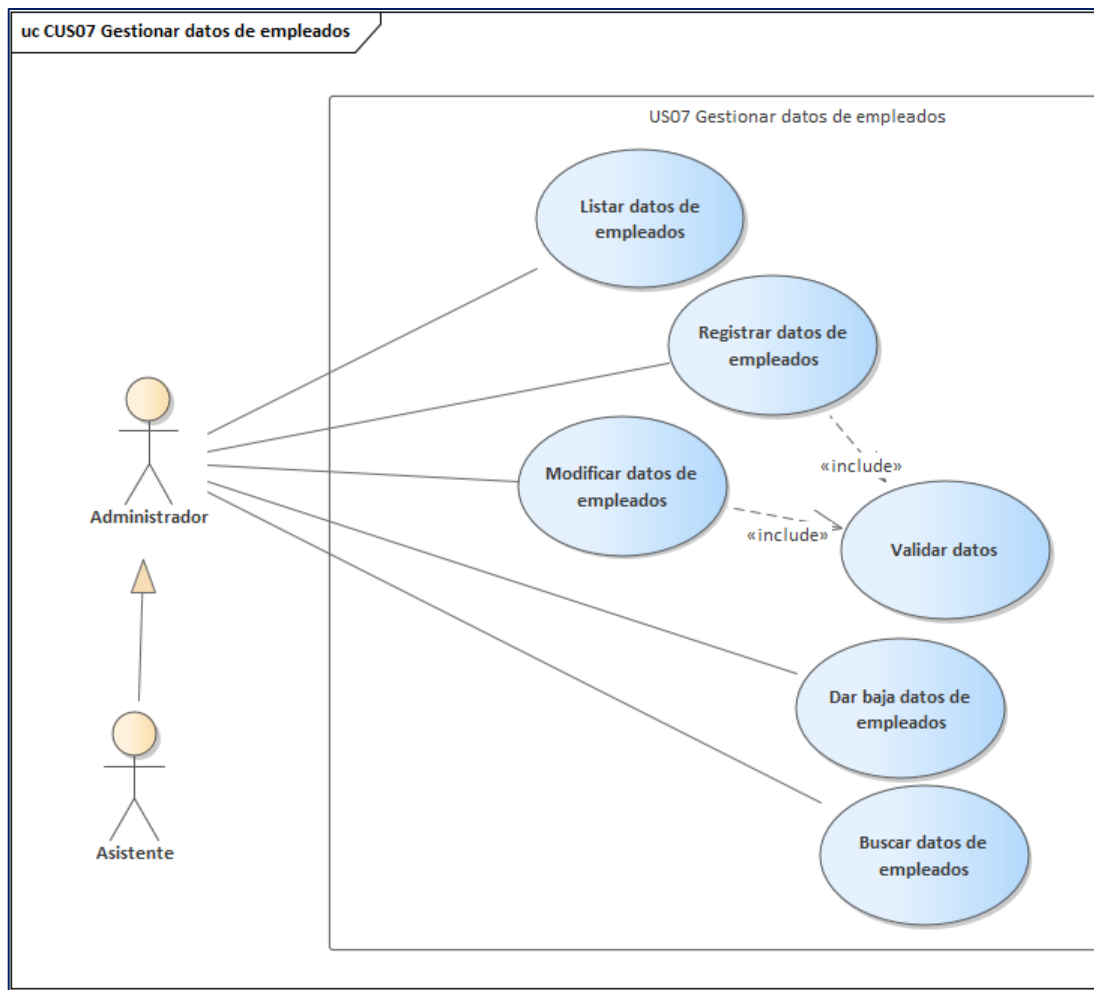 uc CUS07 Gestionar datos de empleados
US07 Gestionar datos de empleados
Listar datos de
empleados
Registrar datos de
empleados
«include»
Modificar datos de
empleados
«include»
Validar datos
Administrador
Dar baja datos de
empleados
Asistente
Buscar datos de
empleados